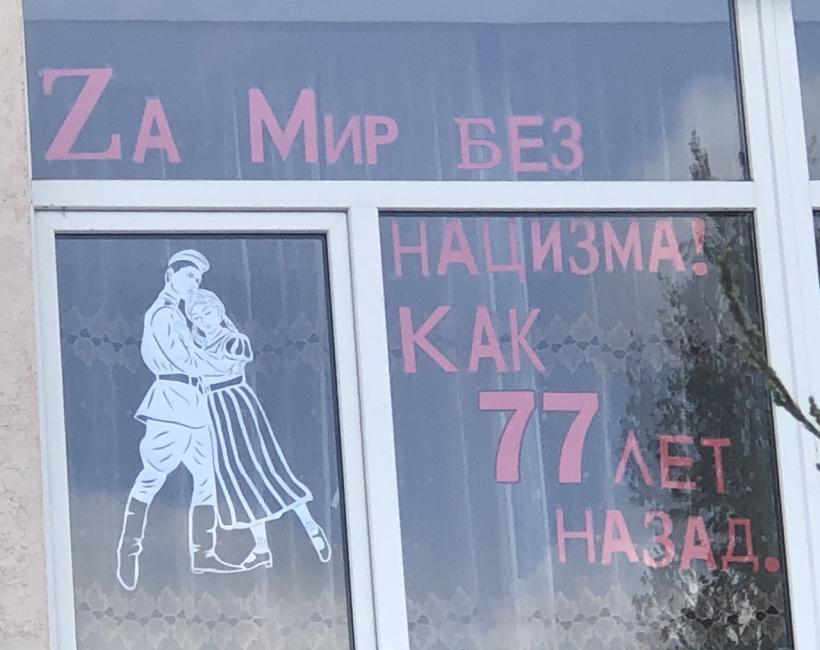 Zа Мир без
нацизма!
Как
77 лет
назад.